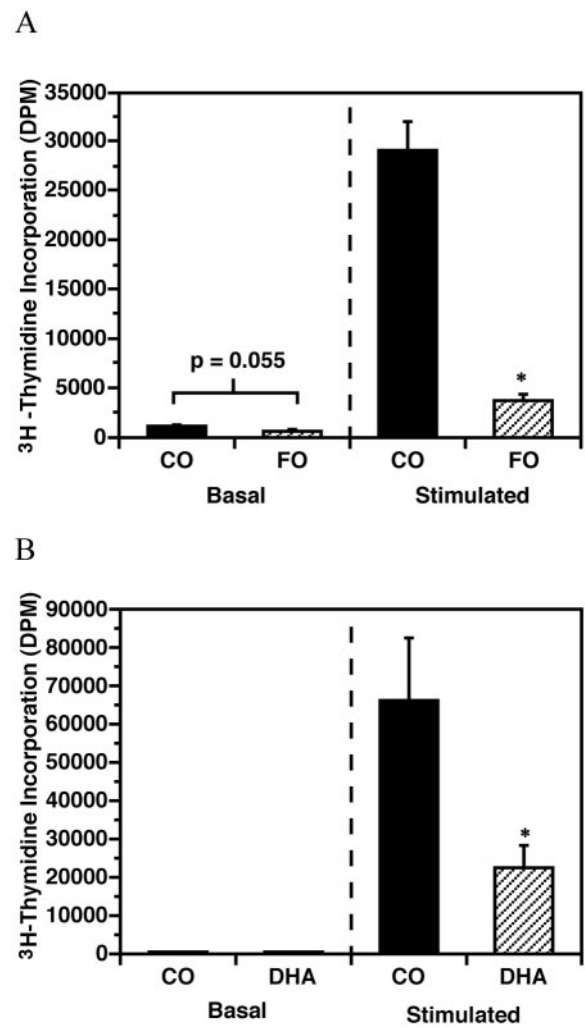 A
³H -Thymidine Incorporation (DPM)
35000
30000
25000
20000
15000
10000
5000
0
p = 0.055
*
CO FO CO FO
Basal Stimulated
B
³H-Thymidine Incorporation (DPM)
90000
80000
70000
60000
50000
40000
30000
20000
10000
0
*
CO DHA CO DHA
Basal Stimulated